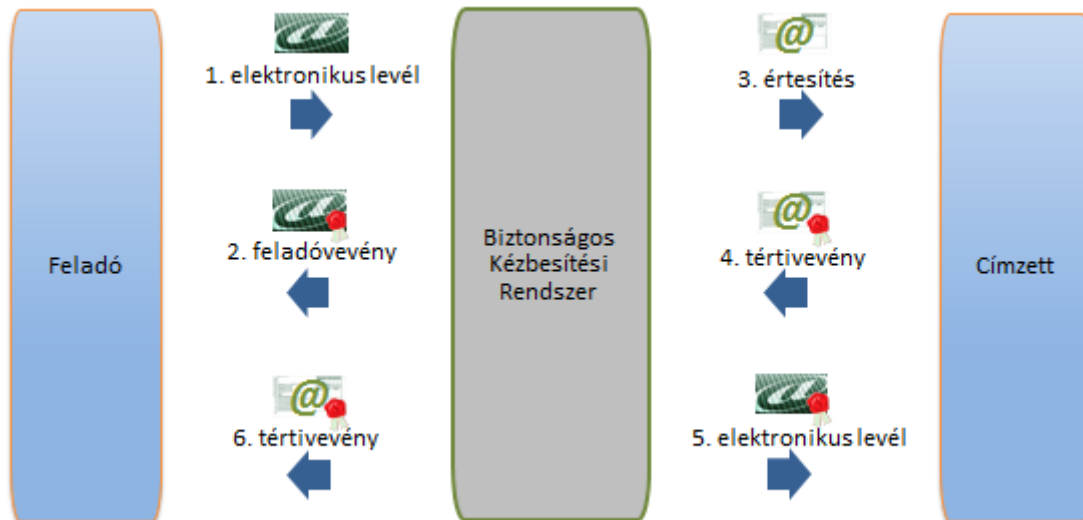 1. elektronikus levél
3. értesítés
2. feladóvevény
4. tértivevény
Feladó
Biztonságos
Kézbesítési
Rendszer
Címzett
6. tértivevény
5. elektronikus levél